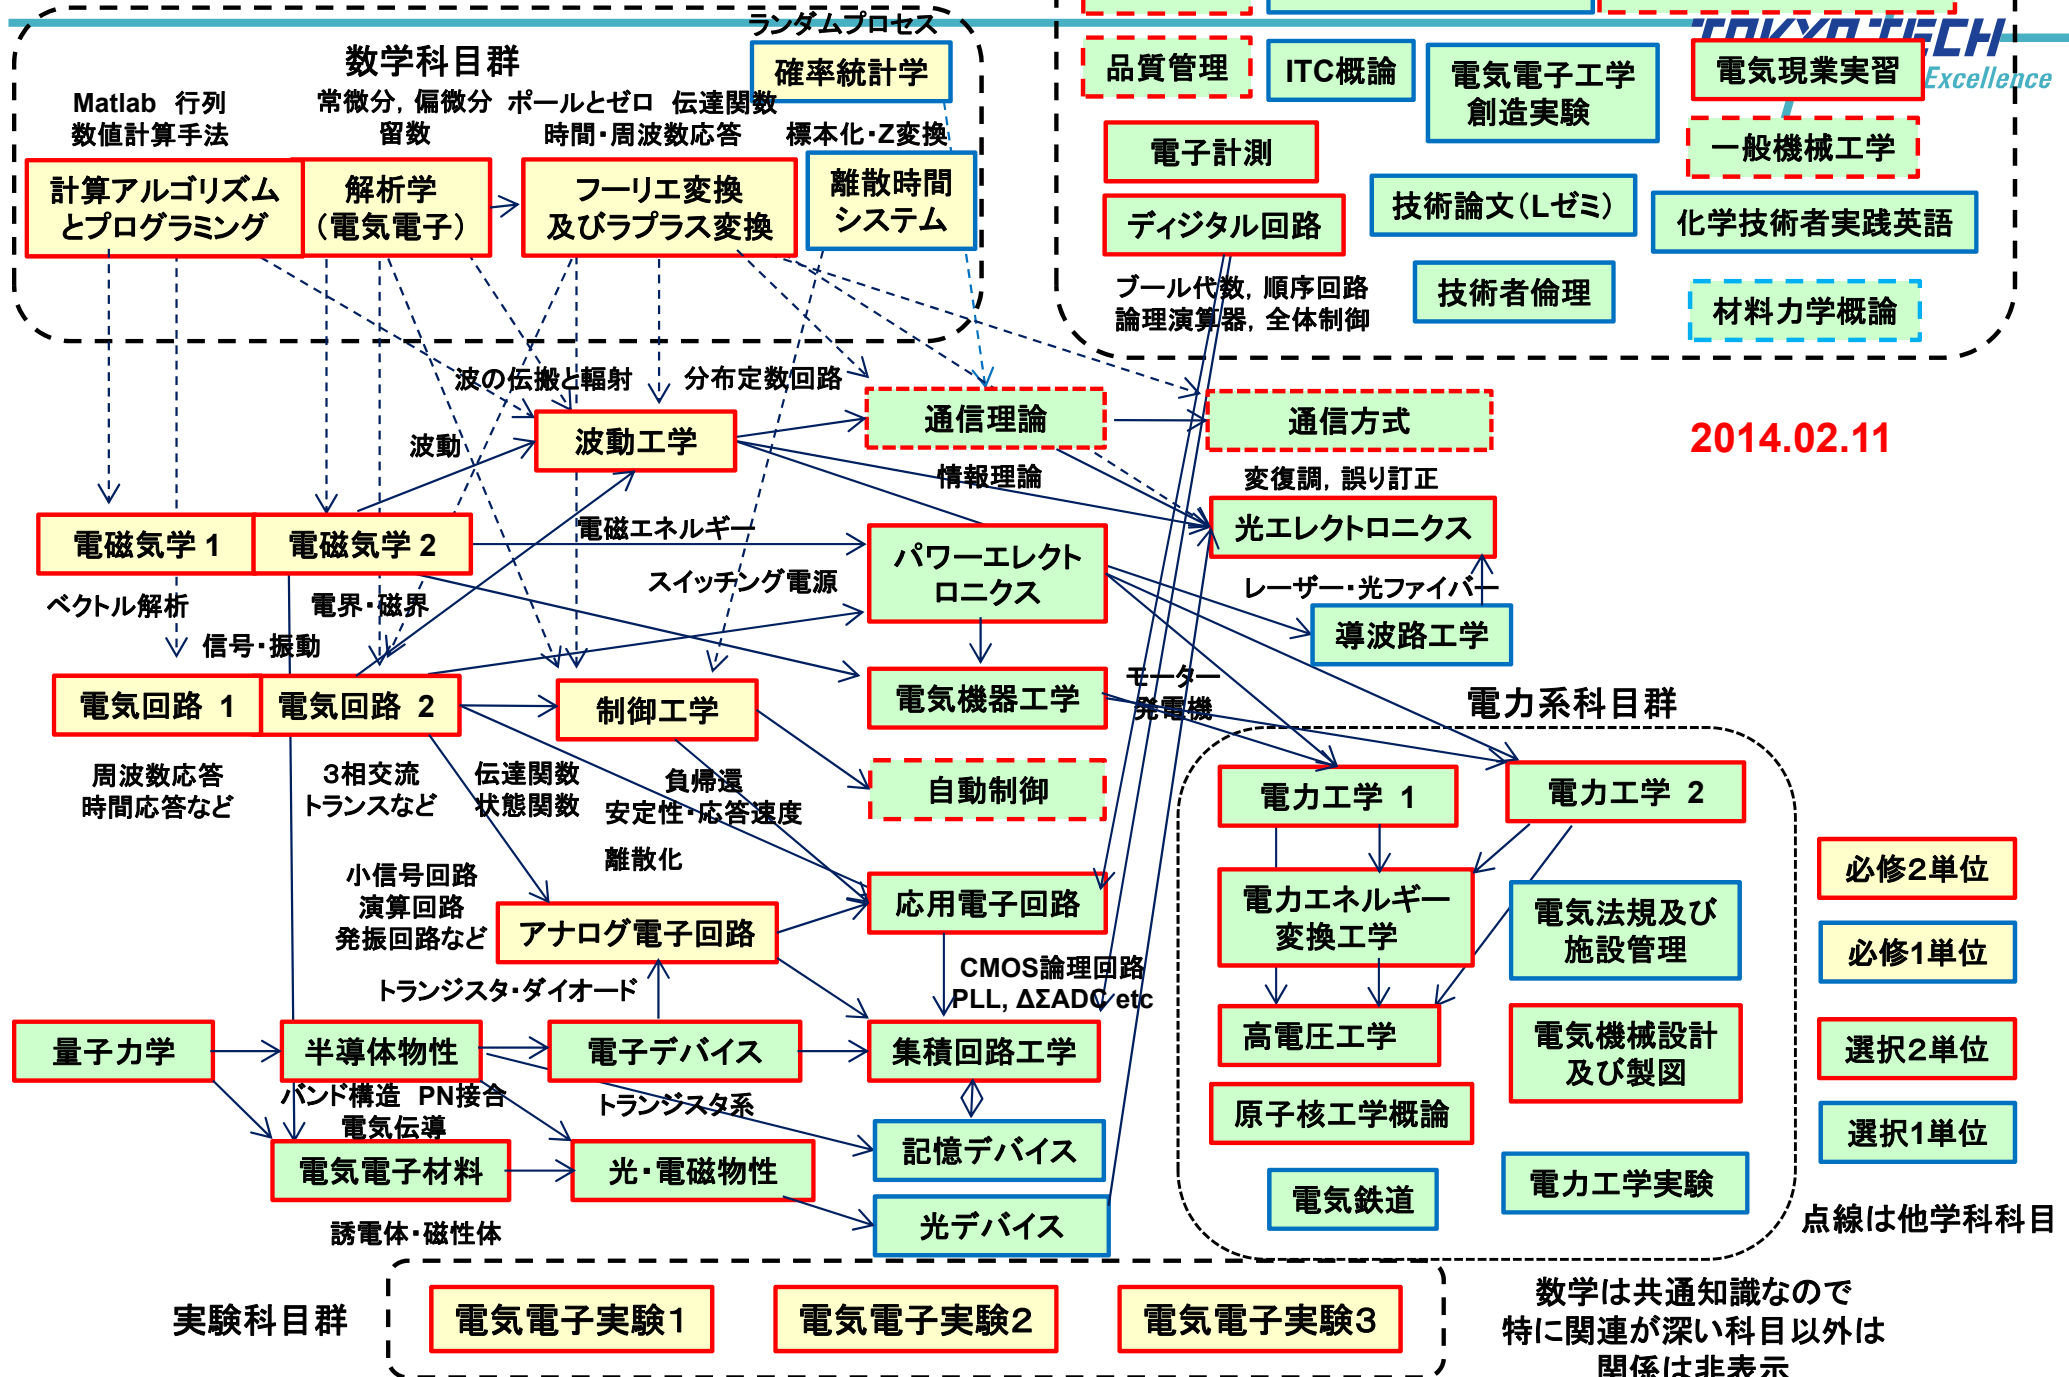 ランダムプロセス
数学科目群
確率統計学
Matlab 行列
数値計算手法
常微分, 偏微分
留数
ポールとゼロ 伝達関数
時間・周波数応答
標本化・Z変換
計算アルゴリズム
とプログラミング
解析学
（電気電子）
フーリエ変換
及びラプラス変換
離散時間
システム
TOKYO TECH
Excellence
品質管理
ITC概論
電気電子工学
創造実験
電気現業実習
電子計測
一般機械工学
ディジタル回路
技術論文（Lゼミ）
化学技術者実践英語
ブール代数, 順序回路
論理演算器, 全体制御
技術者倫理
材料力学概論
波の伝搬と輻射
分布定数回路
波動
波動工学
通信理論
通信方式
2014.02.11
情報理論
変復調, 誤り訂正
電磁気学 1
電磁気学 2
電磁エネルギー
パワーエレクト
ロニクス
光エレクトロニクス
ベクトル解析
電界・磁界
スイッチング電源
レーザー・光ファイバー
信号・振動
導波路工学
電気回路 1
電気回路 2
制御工学
電気機器工学
モーター
発電機
電力系科目群
周波数応答
時間応答など
３相交流
トランスなど
伝達関数
状態関数
負帰還
安定性・応答速度
離散化
自動制御
電力工学 1
電力工学 2
小信号回路
演算回路
発振回路など
アナログ電子回路
応用電子回路
電力エネルギー
変換工学
電気法規及び
施設管理
必修2単位
必修1単位
トランジスタ・ダイオード
CMOS論理回路
PLL, ΔΣADC etc
量子力学
半導体物性
電子デバイス
集積回路工学
高電圧工学
電気機械設計
及び製図
選択2単位
バンド構造 PN接合
電気伝導
トランジスタ系
原子核工学概論
選択1単位
電気電子材料
光・電磁物性
記憶デバイス
電気鉄道
電力工学実験
誘電体・磁性体
光デバイス
点線は他学科科目
実験科目群
電気電子実験１
電気電子実験２
電気電子実験３
数学は共通知識なので
特に関連が深い科目以外は
関係は非表示